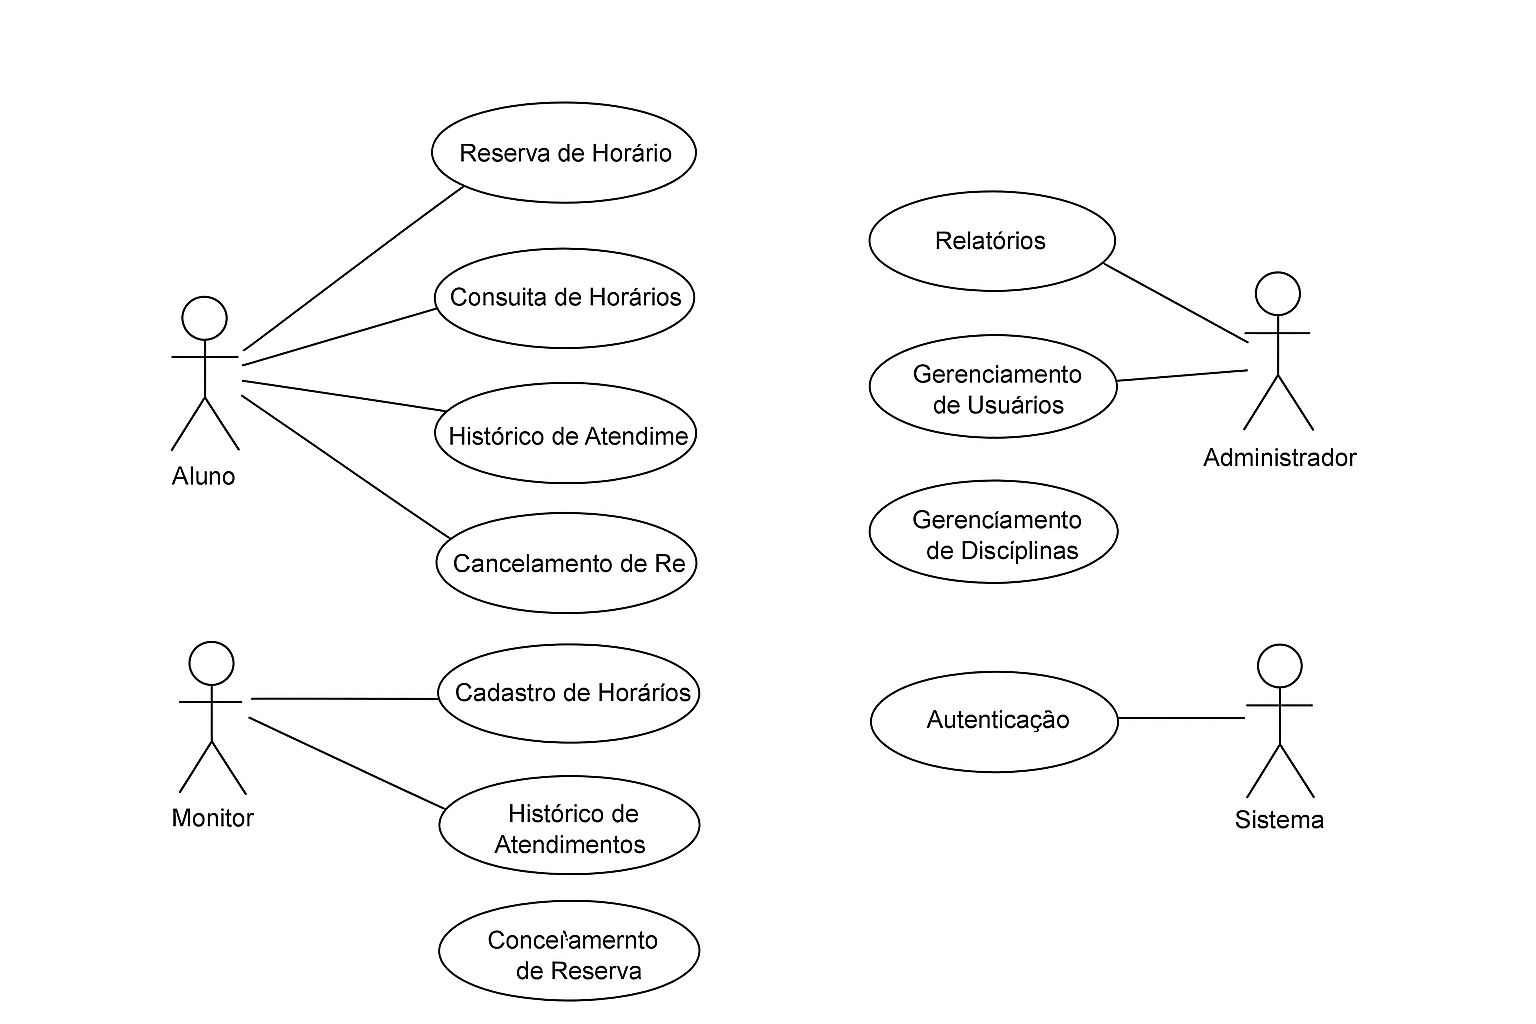 Reserva de Horário
Consuita de Horários
Histórico de Atendime
Cancelamento de Re
Aluno
Cadastro de Horáríos
Histórico de
Atendimentos
de Reserva
Monitor
Relatórios
Gerenciamento
de Usuários
Gerencíamento
de Discíplinas
Administrador
Autenticação
Sistema